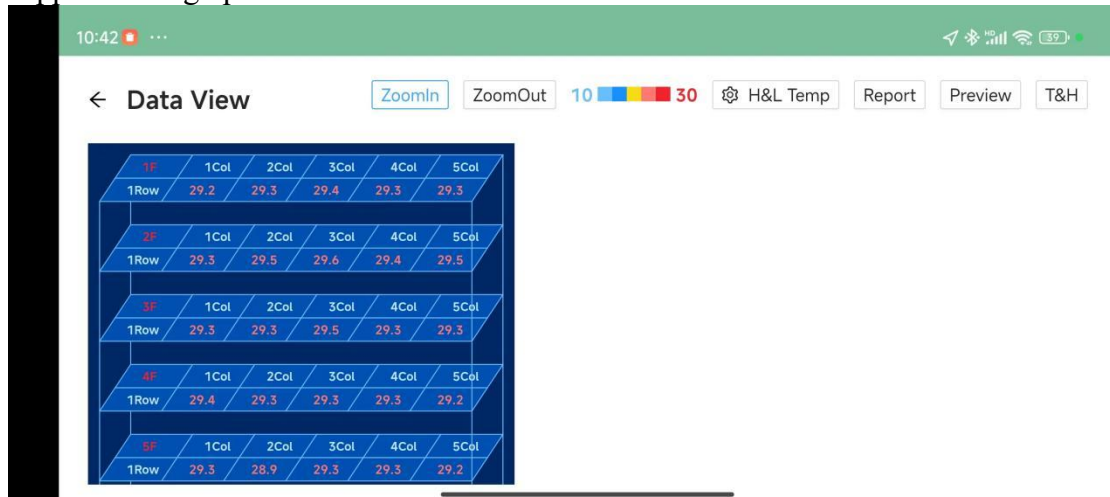 10:42 ... HD 39
← Data View ZoomIn ZoomOut 10 30 H&L Temp Report Preview T&H
1F 1Col 2Col 3Col 4Col 5Col
1Row 29.2 29.3 29.4 29.3 29.3
2F 1Col 2Col 3Col 4Col 5Col
1Row 29.3 29.5 29.6 29.4 29.5
3F 1Col 2Col 3Col 4Col 5Col
1Row 29.3 29.3 29.5 29.3 29.3
4F 1Col 2Col 3Col 4Col 5Col
1Row 29.4 29.3 29.3 29.3 29.2
5F 1Col 2Col 3Col 4Col 5Col
1Row 29.3 28.9 29.3 29.3 29.2